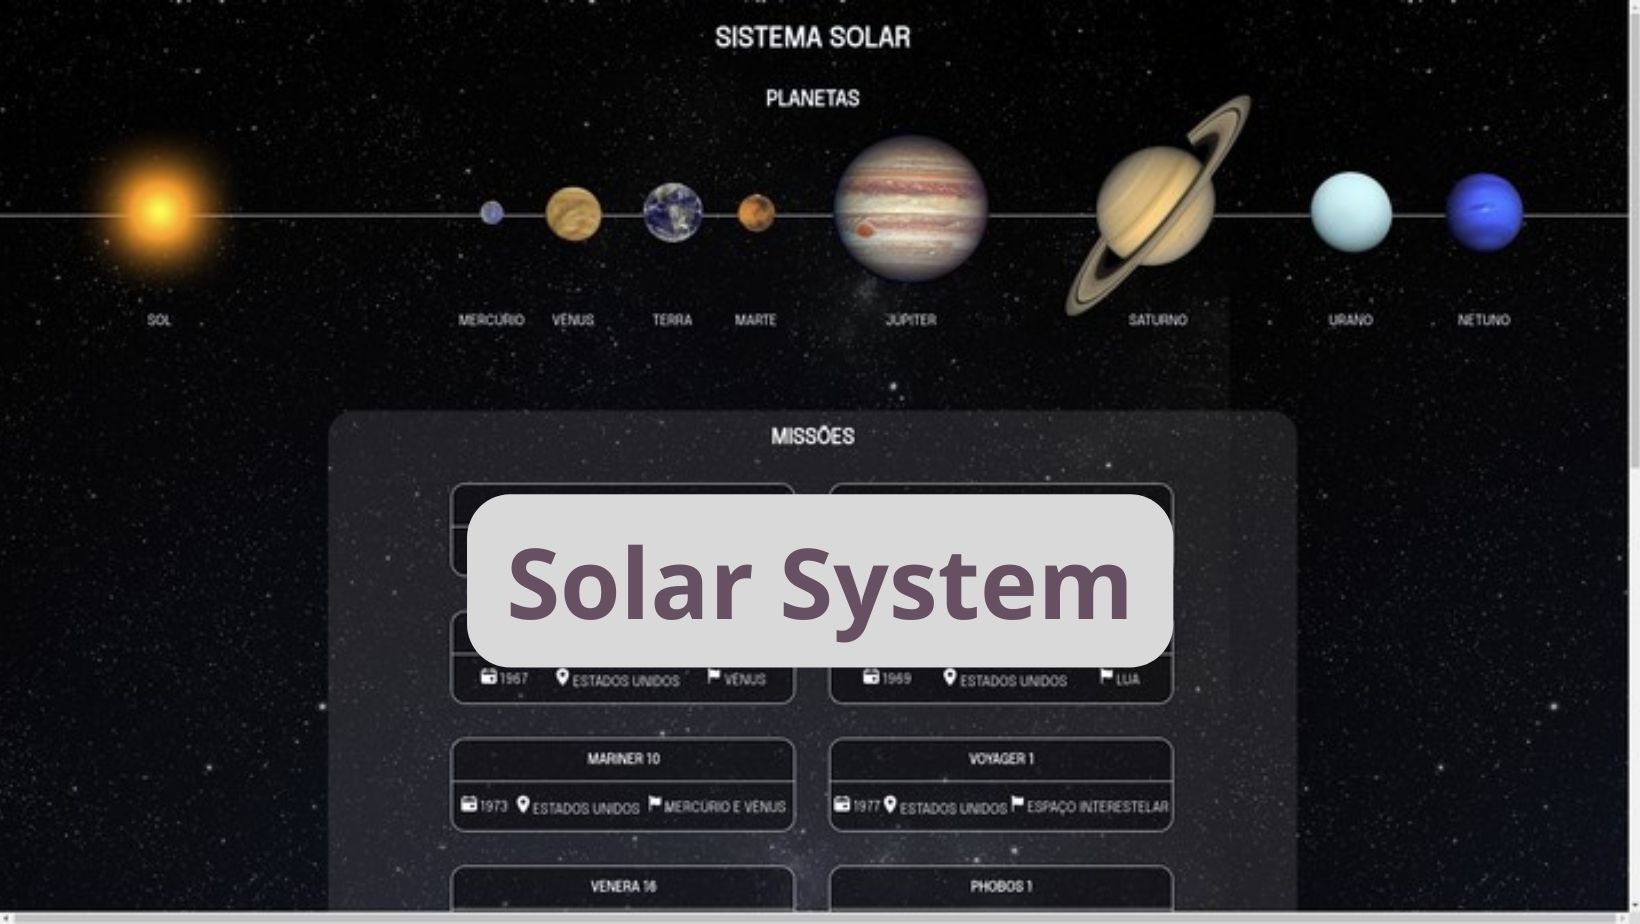 SISTEMA SOLAR
PLANETAS
SOL MERCÚRIO VÊNUS TERRA MARTE JÚPITER SATURNO URANO NETUNO
MISSÕES
Solar System
1967 ESTADOS UNIDOS VÊNUS
1969 ESTADOS UNIDOS LUA
MARINER 10
1973 ESTADOS UNIDOS MERCÚRIO E VÊNUS
VOYAGER 1
1977 ESTADOS UNIDOS ESPAÇO INTERESTELAR
VENERA 16
PHOBOS 1